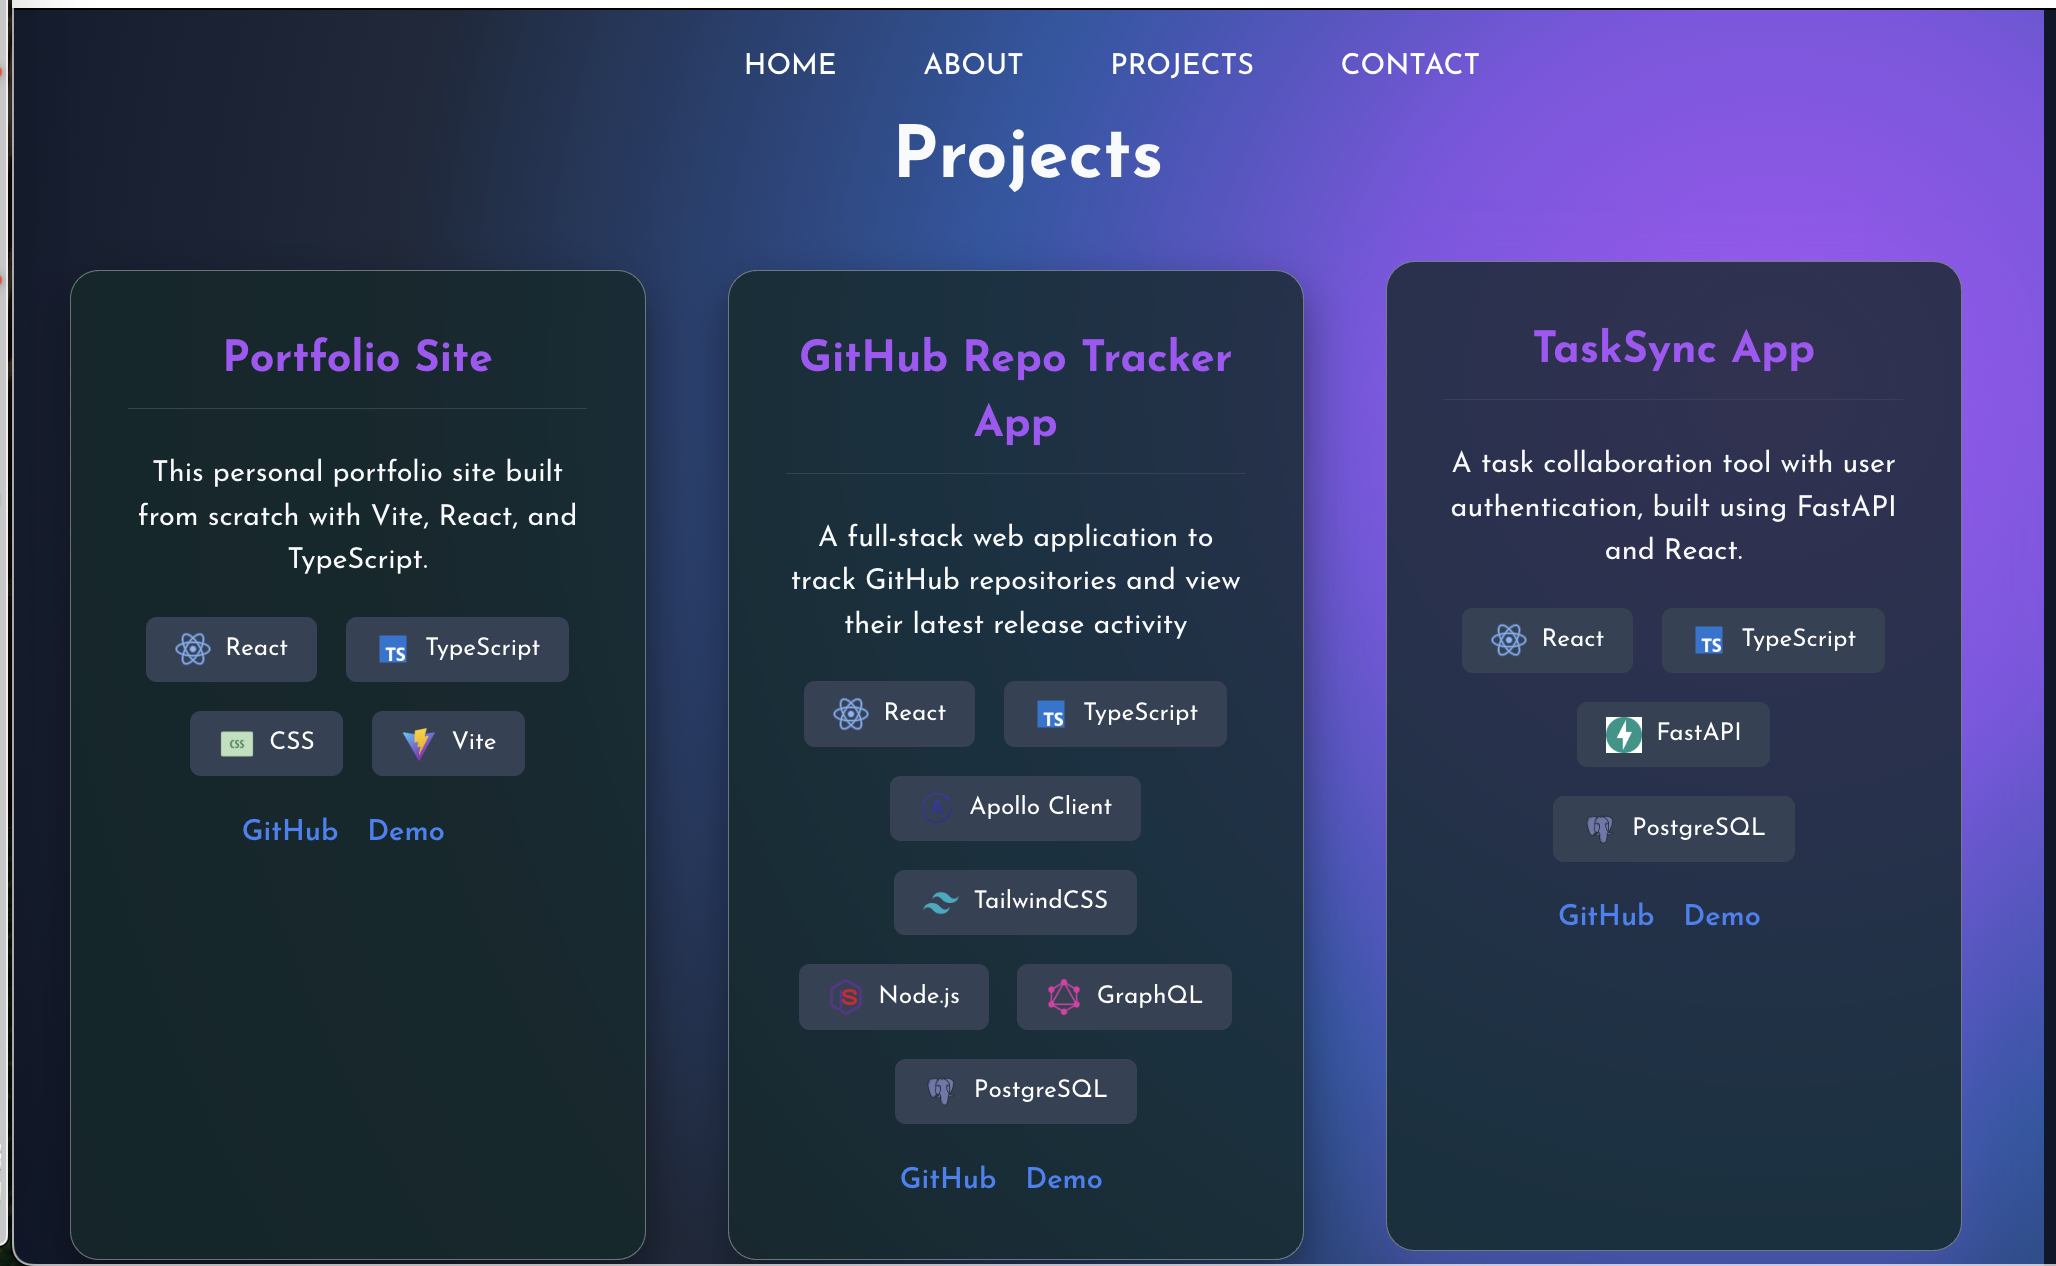 HOME ABOUT PROJECTS CONTACT
Projects
Portfolio Site
This personal portfolio site built
from scratch with Vite, React, and
TypeScript.
React
TS TypeScript
CSS CSS
Vite
GitHub Demo
GitHub Repo Tracker
App
A full-stack web application to
track GitHub repositories and view
their latest release activity
React
TS TypeScript
A Apollo Client
TailwindCSS
S Node.js
GraphQL
PostgreSQL
GitHub Demo
TaskSync App
A task collaboration tool with user
authentication, built using FastAPI
and React.
React
TS TypeScript
FastAPI
PostgreSQL
GitHub Demo